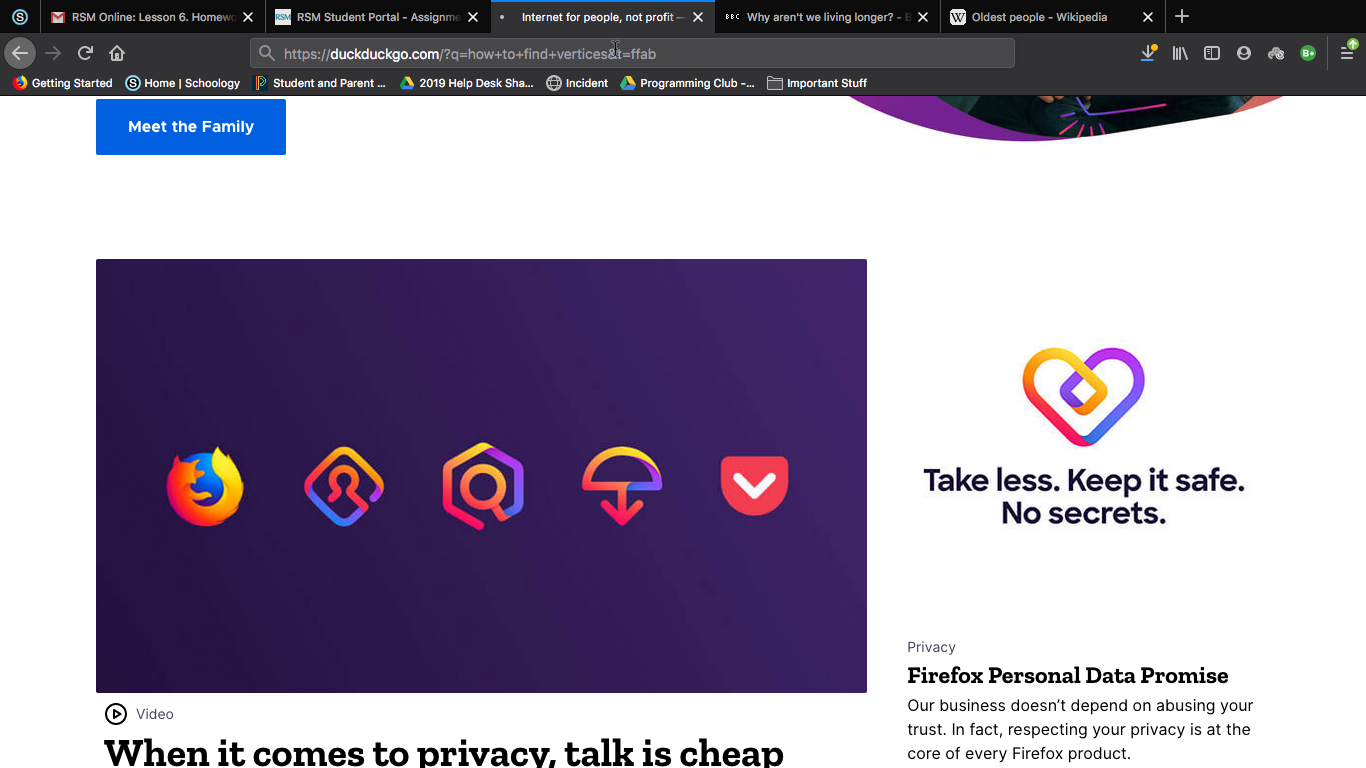 RSM Online: Lesson 6. Homewo
RSM Student Portal - Assignme
Internet for people, not profit —
BBC Why aren't we living longer? - B
W Oldest people - Wikipedia
https://duckduckgo.com/?q=how+to+find+vertices&t=ffab
Getting Started
Home | Schoology
Student and Parent ...
2019 Help Desk Sha...
Incident
Programming Club -...
Important Stuff
Meet the Family
Take less. Keep it safe.
No secrets.
Video
When it comes to privacy, talk is cheap
Privacy
Firefox Personal Data Promise
Our business doesn’t depend on abusing your
trust. In fact, respecting your privacy is at the
core of every Firefox product.